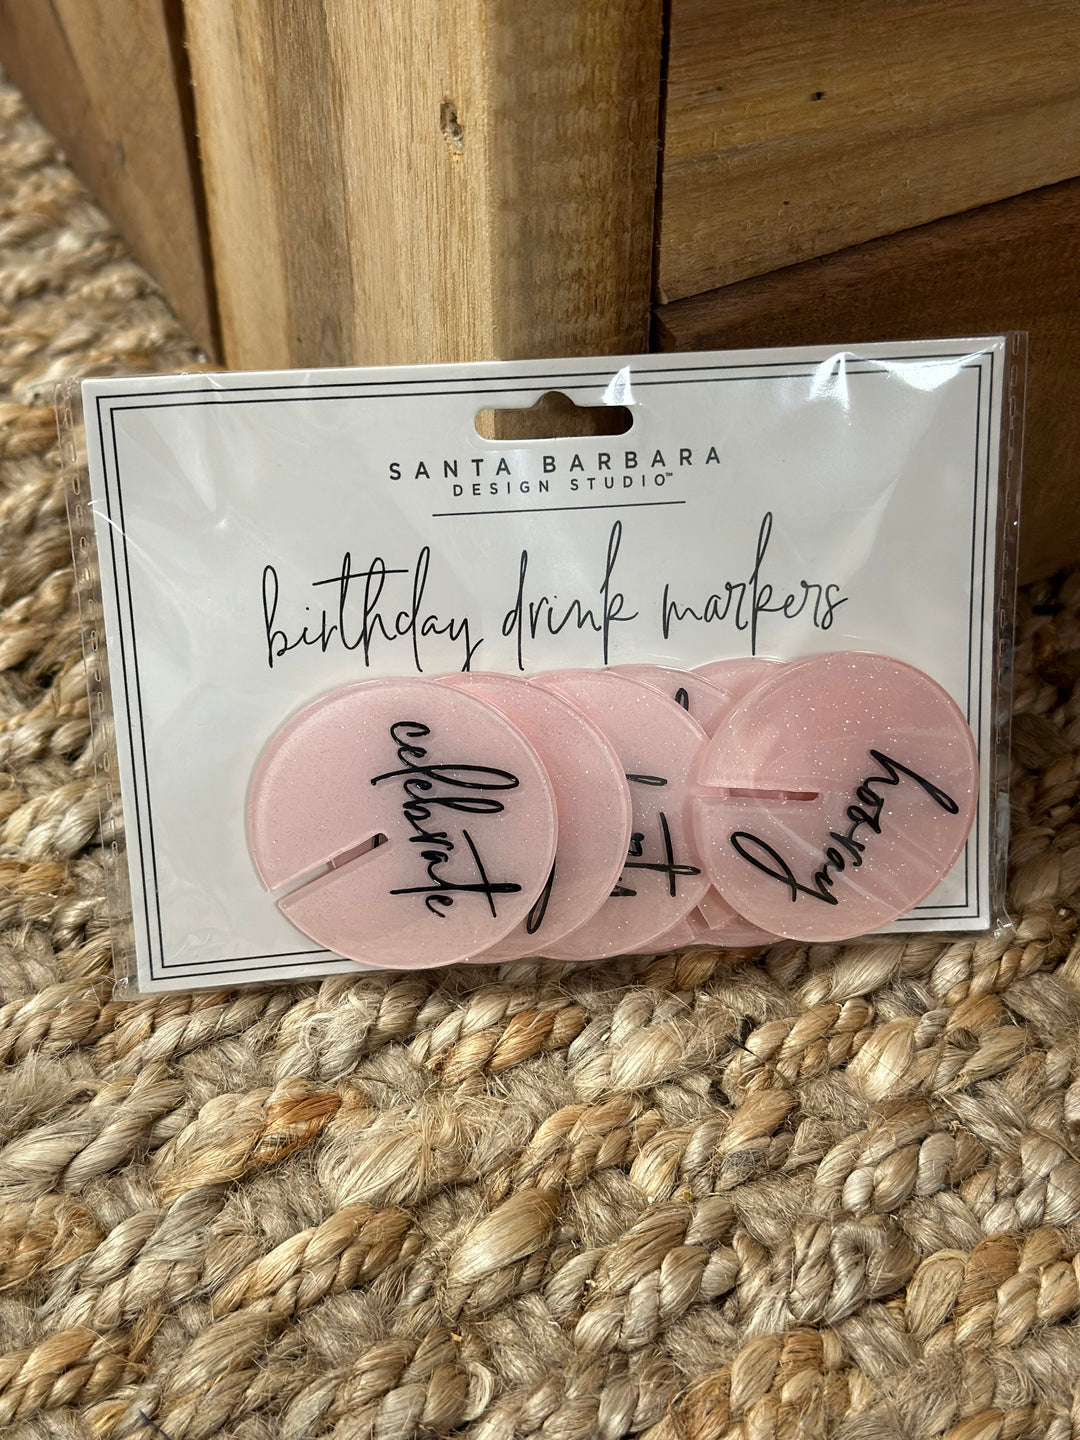 SANTA BARBARA
DESIGN STUDIO™
birthday drink markers
celebrate
hooray